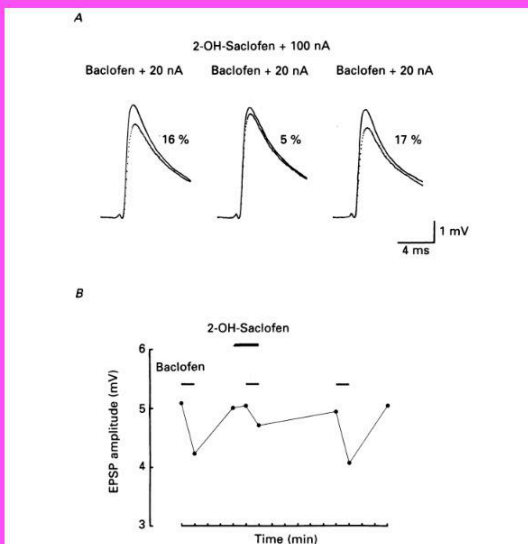 A
2-OH-Saclofen + 100 nA
Baclofen + 20 nA Baclofen + 20 nA Baclofen + 20 nA
16 % 5 % 17 %
1 mV
4 ms
B
2-OH-Saclofen
Baclofen
6
5
4
3
EPSP amplitude (mV)
Time (min)